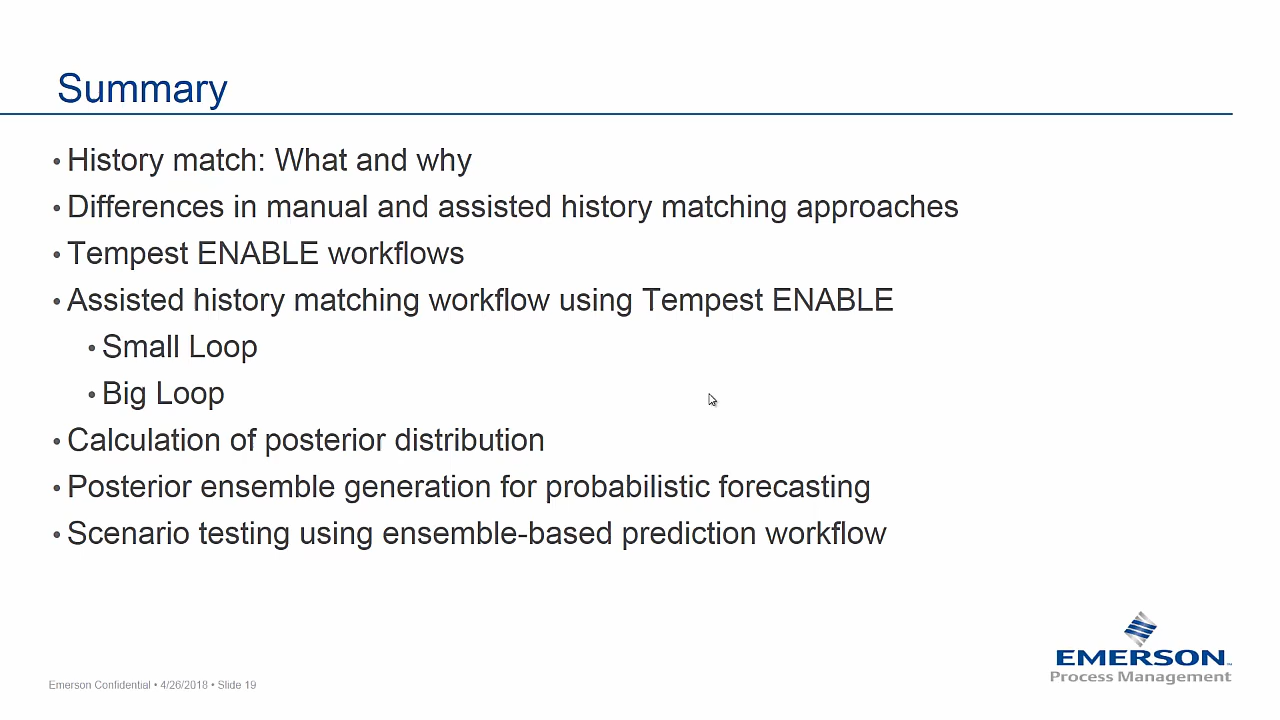 Summary
• History match: What and why
• Differences in manual and assisted history matching approaches
• Tempest ENABLE workflows
• Assisted history matching workflow using Tempest ENABLE
• Small Loop
• Big Loop
• Calculation of posterior distribution
• Posterior ensemble generation for probabilistic forecasting
• Scenario testing using ensemble-based prediction workflow
EMERSON™
Process Management
Emerson Confidential • 4/26/2018 • Slide 19